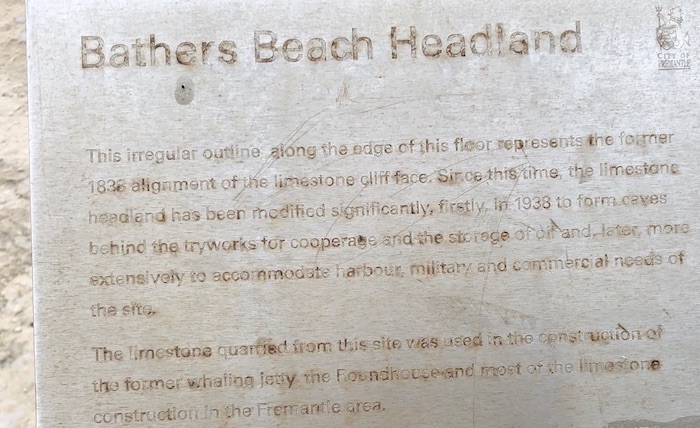 Bathers Beach Headland
CITY OF
FREMANTLE
This irregular outline along the edge of this floor represents the former
1836 alignment of the limestone cliff face. Since this time, the limestone
headland has been modified significantly, firstly, in 1938 to form caves
behind the tryworks for cooperage and the storage of oil and, later, more
extensively to accommodate harbour, military and commercial needs of
the site.
The limestone quarried from this site was used in the construction of
the former whaling jetty, the Roundhouse and most of the limestone
construction in the Fremantle area.